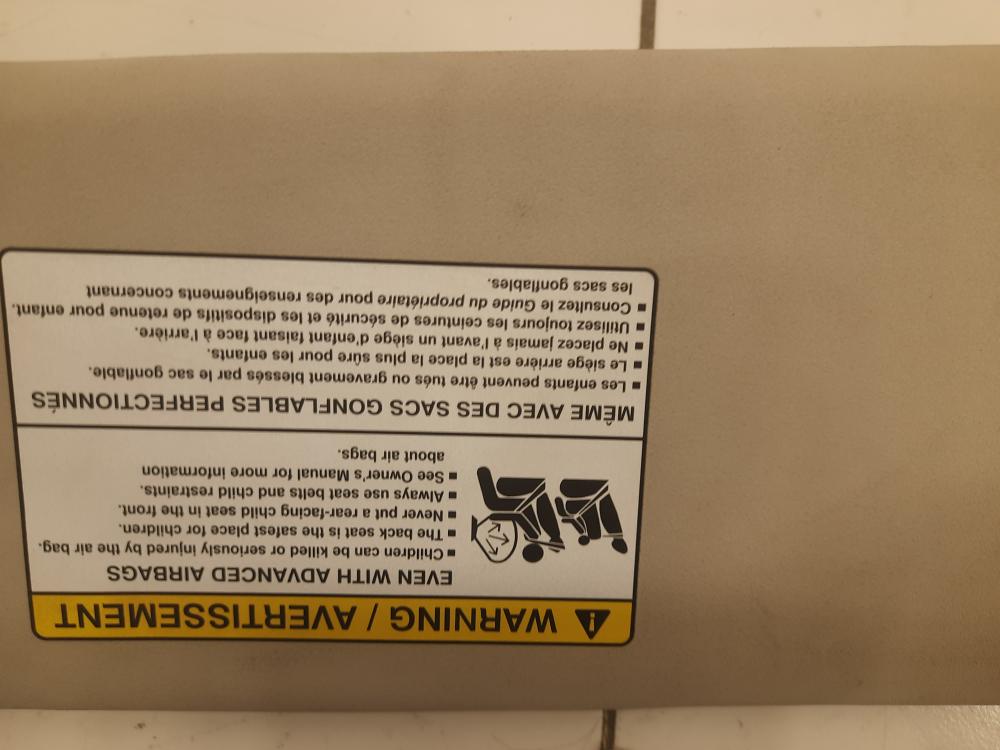 WARNING / AVERTISSEMENT
EVEN WITH ADVANCED AIRBAGS
▪ Children can be killed or seriously injured by the air bag.
▪ The back seat is the safest place for children.
▪ Never put a rear-facing child seat in the front.
▪ Always use seat belts and child restraints.
▪ See Owner's Manual for more information
about air bags.
MÊME AVEC DES SACS GONFLABLES PERFECTIONNÉS
▪ Les enfants peuvent être tués ou gravement blessés par le sac gonflable.
▪ Le siège arrière est la place la plus sûre pour les enfants.
▪ Ne placez jamais à l'avant un siège d'enfant faisant face à l'arrière.
▪ Utilisez toujours les ceintures de sécurité et les dispositifs de retenue pour enfant.
▪ Consultez le Guide du propriétaire pour des renseignements concernant
les sacs gonflables.